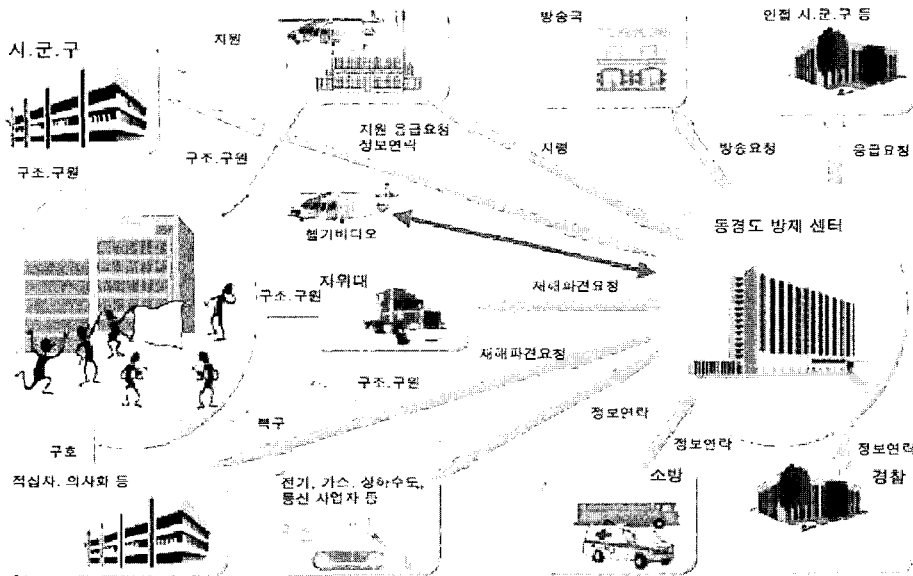 시.군.구
지원
방송국
인접 시.군.구 등
구조.구원
구조.구원
지원 응급요청
정보연락
지령
방송요청
응급요청
헬기비디오
동경도 방재 센터
자위대
구조.구원
재해파견요청
재해파견요청
구조.구원
복구
정보연락
구호
정보연락
정보연락
적십자, 의사회 등
전기, 가스, 상하수도,
통신 사업자 등
소방
경찰